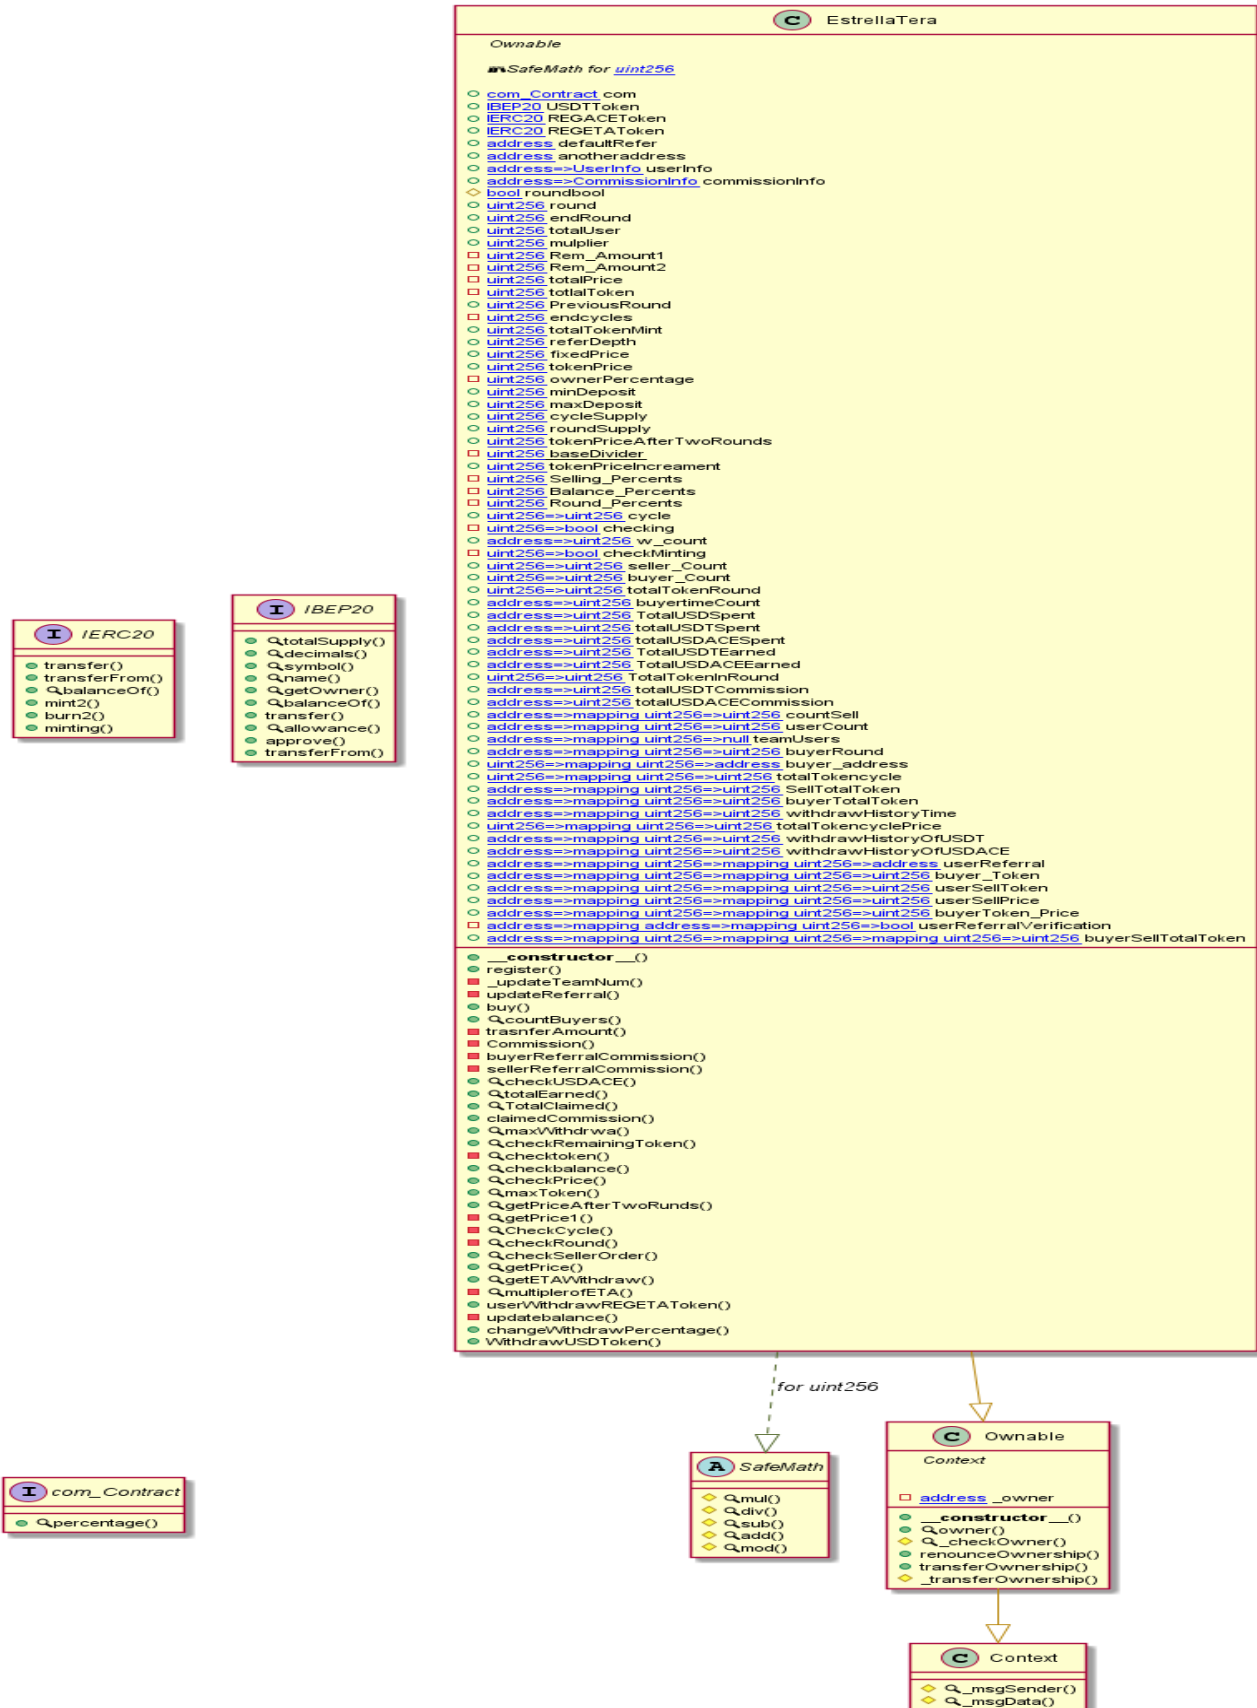 C EstrellaTera
Ownable
SafeMath for uint256
com_Contract com
IBEP20 USDTToken
IERC20 REGACEToken
IERC20 REGETAToken
address defaultRefer
address anotheraddress
address=>UserInfo userInfo
address=>CommissionInfo commissionInfo
bool roundbool
uint256 round
uint256 endRound
uint256 totalUser
uint256 mulplier
uint256 Rem_Amount1
uint256 Rem_Amount2
uint256 totalPrice
uint256 totlalToken
uint256 PreviousRound
uint256 endcycles
uint256 totalTokenMint
uint256 referDepth
uint256 fixedPrice
uint256 tokenPrice
uint256 ownerPercentage
uint256 minDeposit
uint256 maxDeposit
uint256 cycleSupply
uint256 roundSupply
uint256 tokenPriceAfterTwoRounds
uint256 baseDivider
uint256 tokenPriceIncreament
uint256 Selling_Percents
uint256 Balance_Percents
uint256 Round_Percents
uint256=>uint256 cycle
uint256=>bool checking
address=>uint256 w_count
uint256=>bool checkMinting
uint256=>uint256 seller_Count
uint256=>uint256 buyer_Count
uint256=>uint256 totalTokenRound
address=>uint256 buyertimeCount
address=>uint256 TotalUSDSpent
address=>uint256 totalUSDTSpent
address=>uint256 totalUSDACESpent
address=>uint256 TotalUSDTEarned
address=>uint256 TotalUSDACEEarned
uint256=>uint256 TotalTokenInRound
address=>uint256 totalUSDTCommission
address=>uint256 totalUSDACECommission
address=>mapping uint256=>uint256 countSell
address=>mapping uint256=>uint256 userCount
address=>mapping uint256=>null teamUsers
address=>mapping uint256=>uint256 buyerRound
uint256=>mapping uint256=>address buyer_address
uint256=>mapping uint256=>uint256 totalTokencycle
address=>mapping uint256=>uint256 SellTotalToken
address=>mapping uint256=>uint256 buyerTotalToken
address=>mapping uint256=>uint256 withdrawHistoryTime
uint256=>mapping uint256=>uint256 totalTokencyclePrice
address=>mapping uint256=>uint256 withdrawHistoryOfUSDT
address=>mapping uint256=>uint256 withdrawHistoryOfUSDACE
address=>mapping uint256=>mapping uint256=>address userReferral
address=>mapping uint256=>mapping uint256=>uint256 buyer_Token
address=>mapping uint256=>mapping uint256=>uint256 userSellToken
address=>mapping uint256=>mapping uint256=>uint256 userSellPrice
address=>mapping uint256=>mapping uint256=>uint256 buyerToken_Price
address=>mapping address=>mapping uint256=>bool userReferralVerification
address=>mapping uint256=>mapping uint256=>mapping uint256=>uint256 buyerSellTotalToken
__constructor__()
register()
_updateTeamNum()
updateReferral()
buy()
countBuyers()
trasnferAmount()
Commission()
buyerReferralCommission()
sellerReferralCommission()
checkUSDACE()
totalEarned()
TotalClaimed()
claimedCommission()
maxWithdrwa()
checkRemainingToken()
checktoken()
checkbalance()
checkPrice()
maxToken()
getPriceAfterTwoRunds()
getPrice1()
CheckCycle()
checkRound()
checkSellerOrder()
getPrice()
getETAWithdraw()
multiplerofETA()
userWithdrawREGETAToken()
updatebalance()
changeWithdrawPercentage()
WithdrawUSDToken()
I IERC20
transfer()
transferFrom()
balanceOf()
mint2()
burn2()
minting()
I IBEP20
totalSupply()
decimals()
symbol()
name()
getOwner()
balanceOf()
transfer()
allowance()
approve()
transferFrom()
for uint256
I com_Contract
percentage()
A SafeMath
mul()
div()
sub()
add()
mod()
C Ownable
Context
address _owner
__constructor__()
owner()
_checkOwner()
renounceOwnership()
transferOwnership()
_transferOwnership()
C Context
_msgSender()
_msgData()